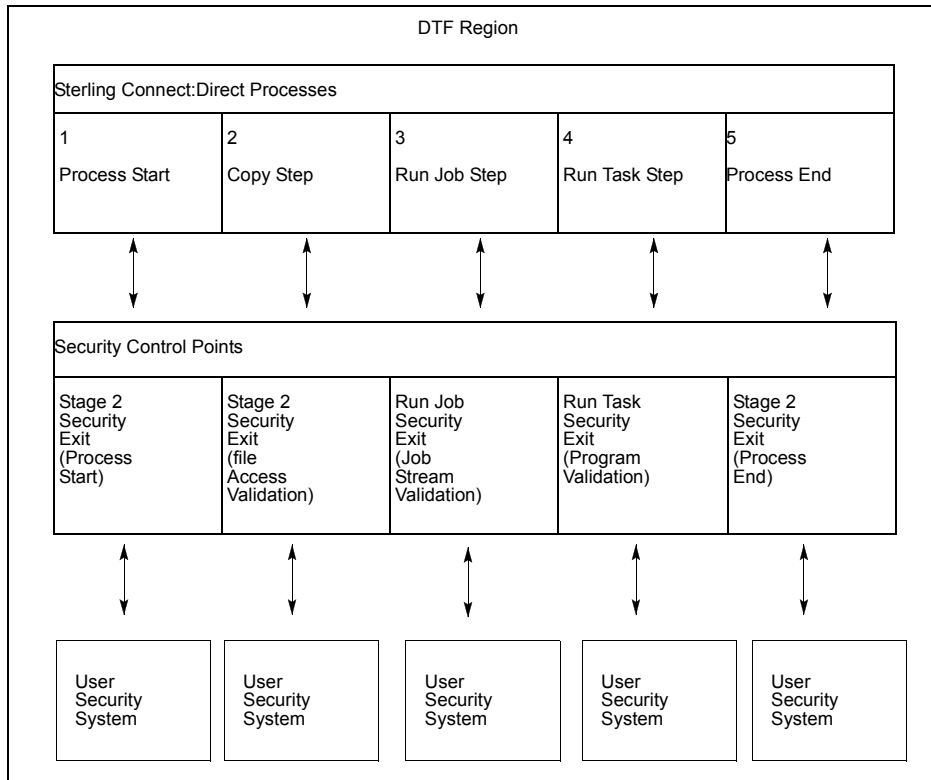 DTF Region
Sterling Connect:Direct Processes
1
Process Start
2
Copy Step
3
Run Job Step
4
Run Task Step
5
Process End
Security Control Points
Stage 2
Security
Exit
(Process
Start)
Stage 2
Security
Exit
(file
Access
Validation)
Run Job
Security
Exit
(Job
Stream
Validation)
Run Task
Security
Exit
(Program
Validation)
Stage 2
Security
Exit
(Process
End)
User
Security
System
User
Security
System
User
Security
System
User
Security
System
User
Security
System